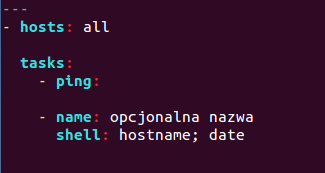 ---
- hosts: all
  tasks:
    - ping:
    - name: opcjonalna nazwa
      shell: hostname; date